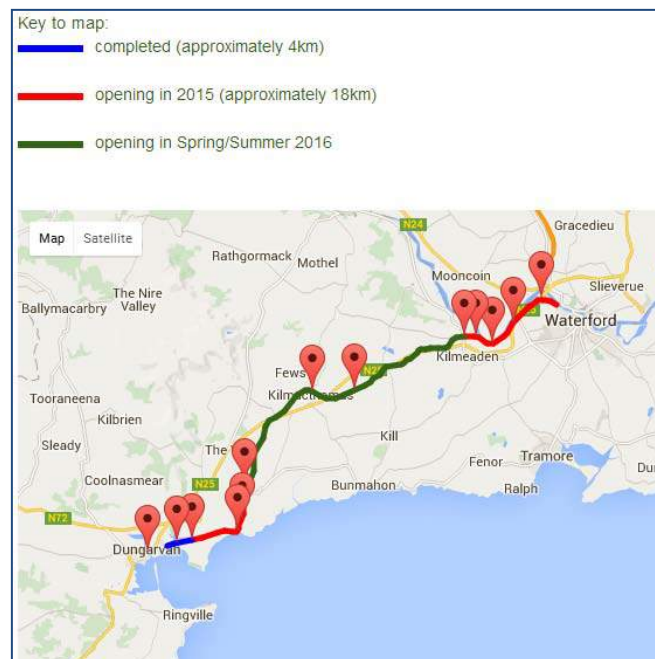 Key to map:
completed (approximately 4km)
opening in 2015 (approximately 18km)
opening in Spring/Summer 2016
Map Satellite
N24
Gracedieu
Rathgormack
Mothel
Mooncoin
Slieverue
The Nire
Valley
Ballymacarbry
Waterford
Kilmeaden
Fews
Kilmacthomas
Tooraneena
Kilbrien
Sleady
The
Kill
Tramore
Fenor
Coolnasmear
N25
Bunmahon
Ralph
N72
Dungarvan
Ringville